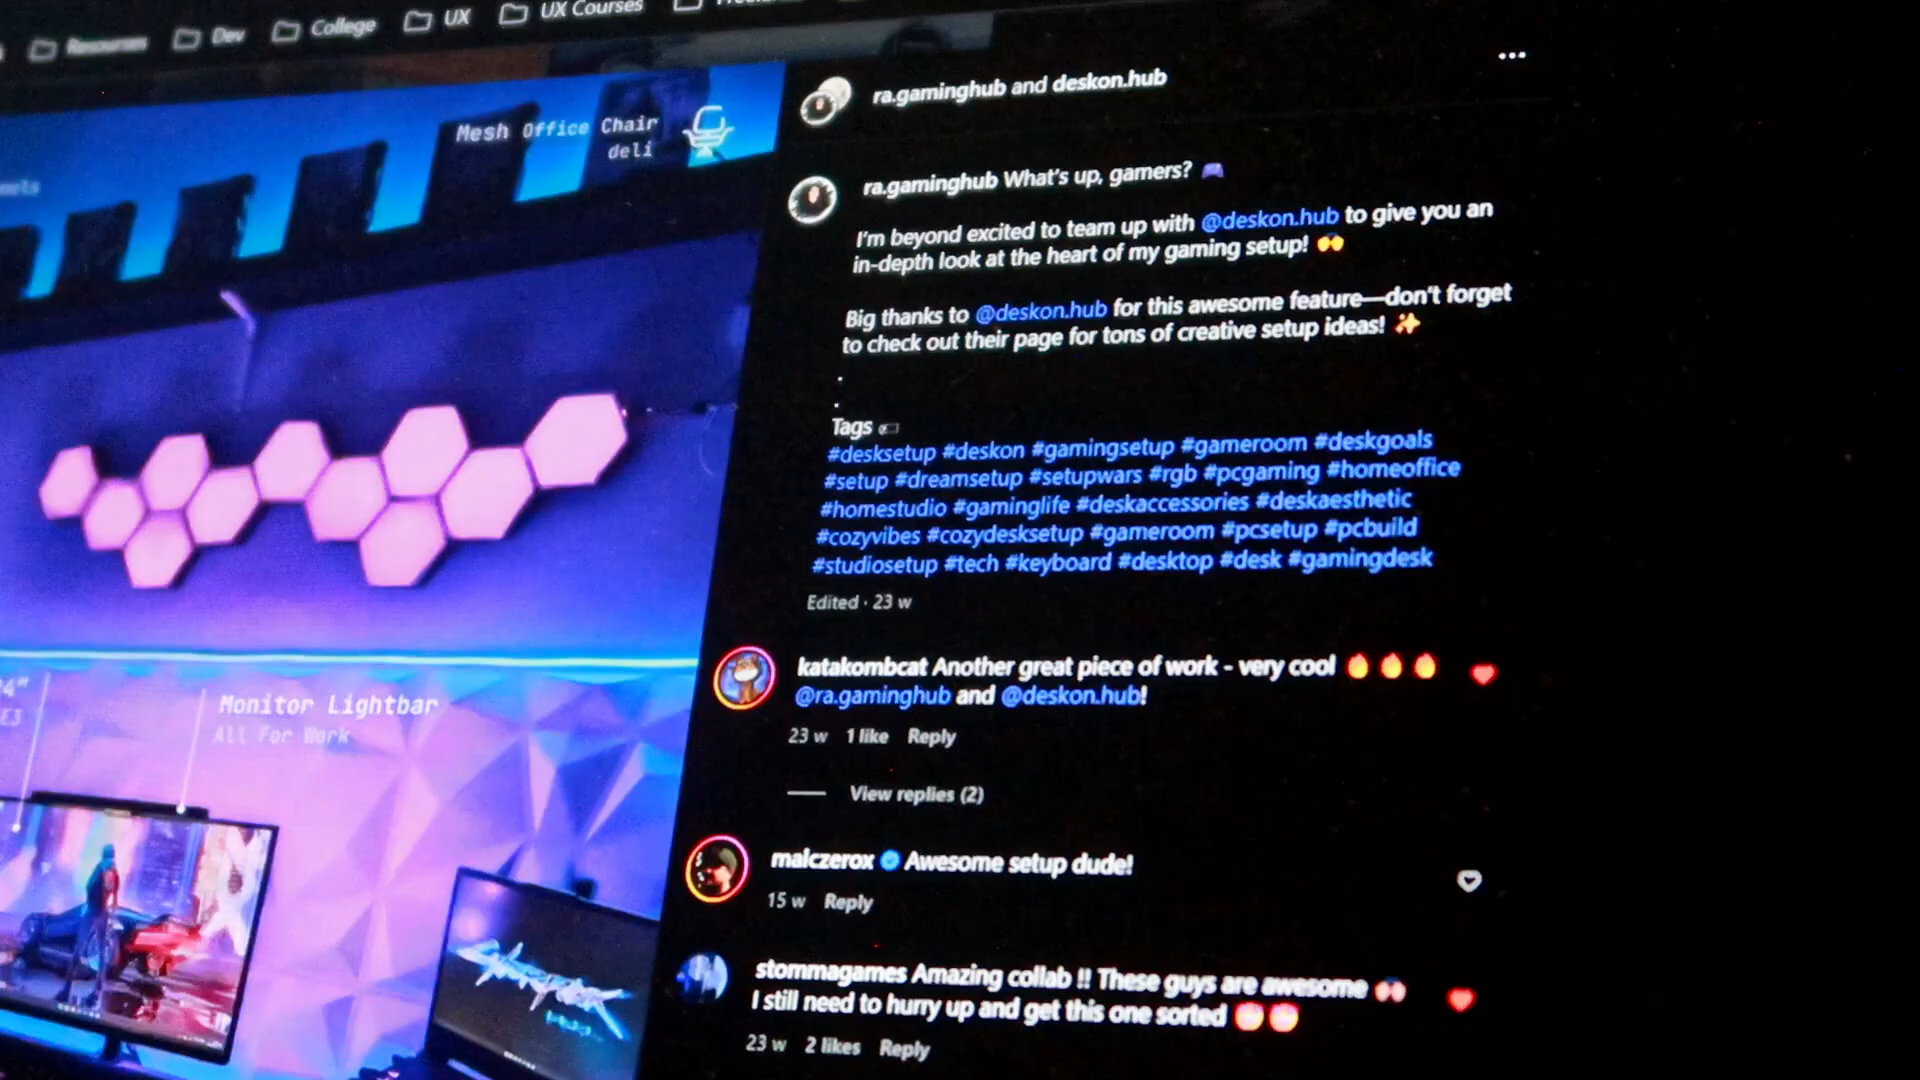 Resourses
Dev
College
UX
UX Courses
Mesh Office Chair
deli
Monitor Lightbar
All For Work
ra.gaminghub and deskon.hub
ra.gaminghub What's up, gamers?
I'm beyond excited to team up with @deskon.hub to give you an
in-depth look at the heart of my gaming setup!
Big thanks to @deskon.hub for this awesome feature—don't forget
to check out their page for tons of creative setup ideas! ✨
.
.
Tags
#desksetup #deskon #gamingsetup #gameroom #deskgoals
#setup #dreamsetup #setupwars #rgb #pcgaming #homeoffice
#homestudio #gaminglife #deskaccessories #deskaesthetic
#cozyvibes #cozydesksetup #gameroom #pcsetup #pcbuild
#studiosetup #tech #keyboard #desktop #desk #gamingdesk
Edited · 23 w
katakombcat Another great piece of work - very cool 🔥🔥🔥
@ra.gaminghub and @deskon.hub!
23 w 1 like Reply
View replies (2)
malczerox Awesome setup dude!
15 w Reply
stommagames Amazing collab !! These guys are awesome
I still need to hurry up and get this one sorted
23 w 2 likes Reply